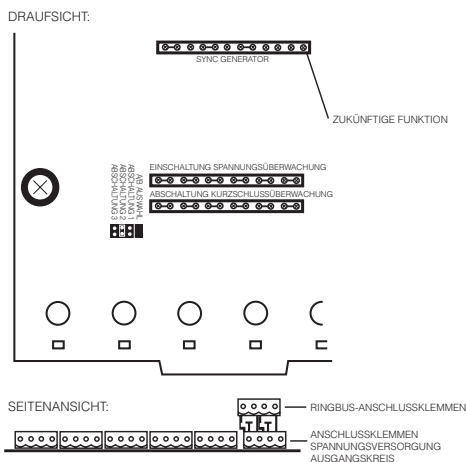 DRAUFSICHT:
SYNC GENERATOR
ZUKÜNFTIGE FUNKTION
EINSCHALTUNG SPANNUNGSÜBERWACHUNG
ABSCHALTUNG KURZSCHLUSSÜBERWACHUNG
A/B AUSWAHL
ABSCHALTUNG 1
ABSCHALTUNG 2
ABSCHALTUNG 3
SEITENANSICHT:
RINGBUS-ANSCHLUSSKLEMMEN
ANSCHLUSSKLEMMEN
SPANNUNGSVERSORGUNG
AUSGANGSKREIS